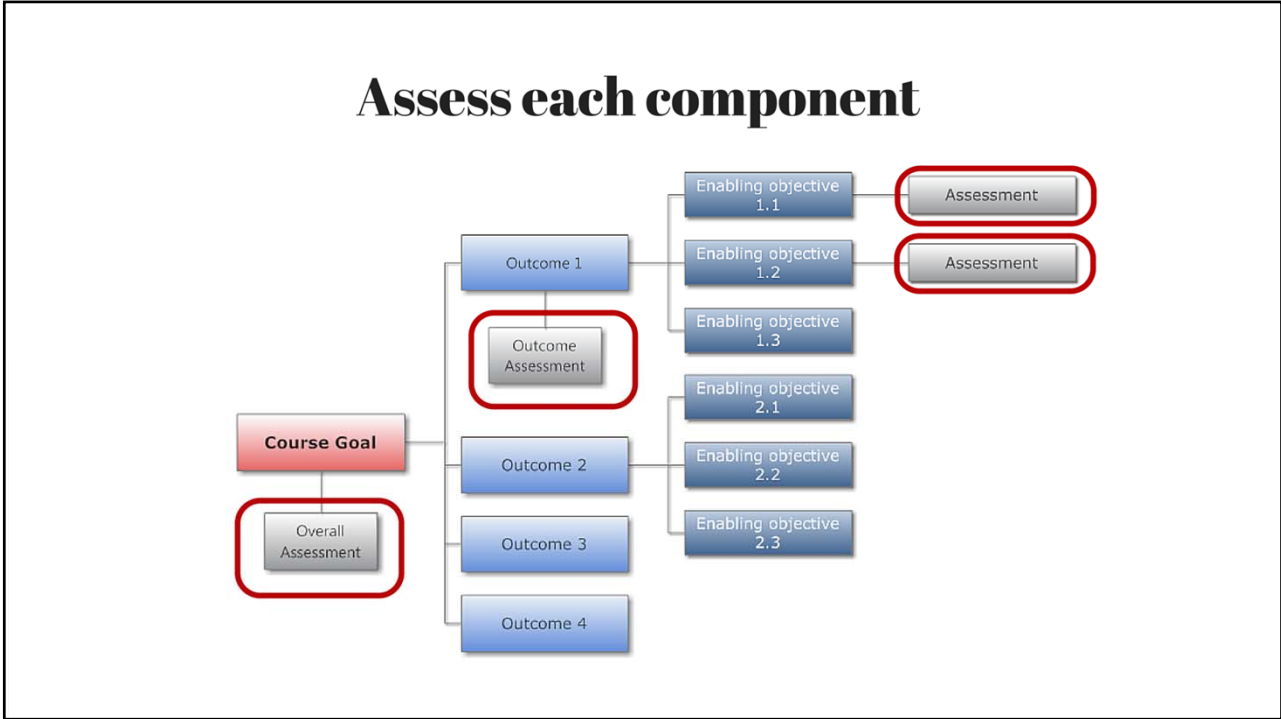 Assess each component
Enabling objective
1.1
Assessment
Outcome 1
Enabling objective
1.2
Assessment
Enabling objective
1.3
Outcome
Assessment
Enabling objective
2.1
Course Goal
Outcome 2
Enabling objective
2.2
Overall
Assessment
Outcome 3
Enabling objective
2.3
Outcome 4